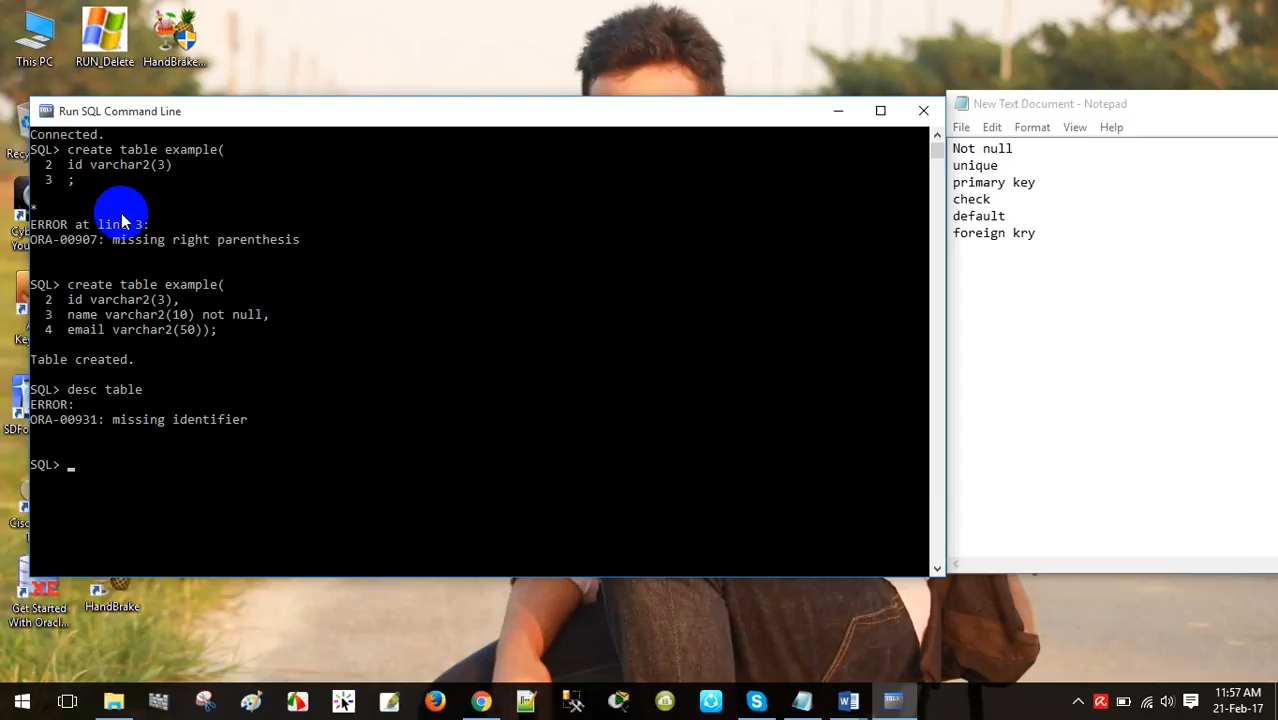 This PC
RUN_Delete
HandBrake...
Run SQL Command Line
Connected.
SQL> create table example(
2 id varchar2(3)
3 ;
*
ERROR at line 3:
ORA-00907: missing right parenthesis
SQL> create table example(
2 id varchar2(3),
3 name varchar2(10) not null,
4 email varchar2(50));
Table created.
SQL> desc table
ERROR:
ORA-00931: missing identifier
SQL> _
New Text Document - Notepad
File Edit Format View Help
Not null
unique
primary key
check
default
foreign kry
Get Started
With Oracl...
HandBrake
11:57 AM
21-Feb-17